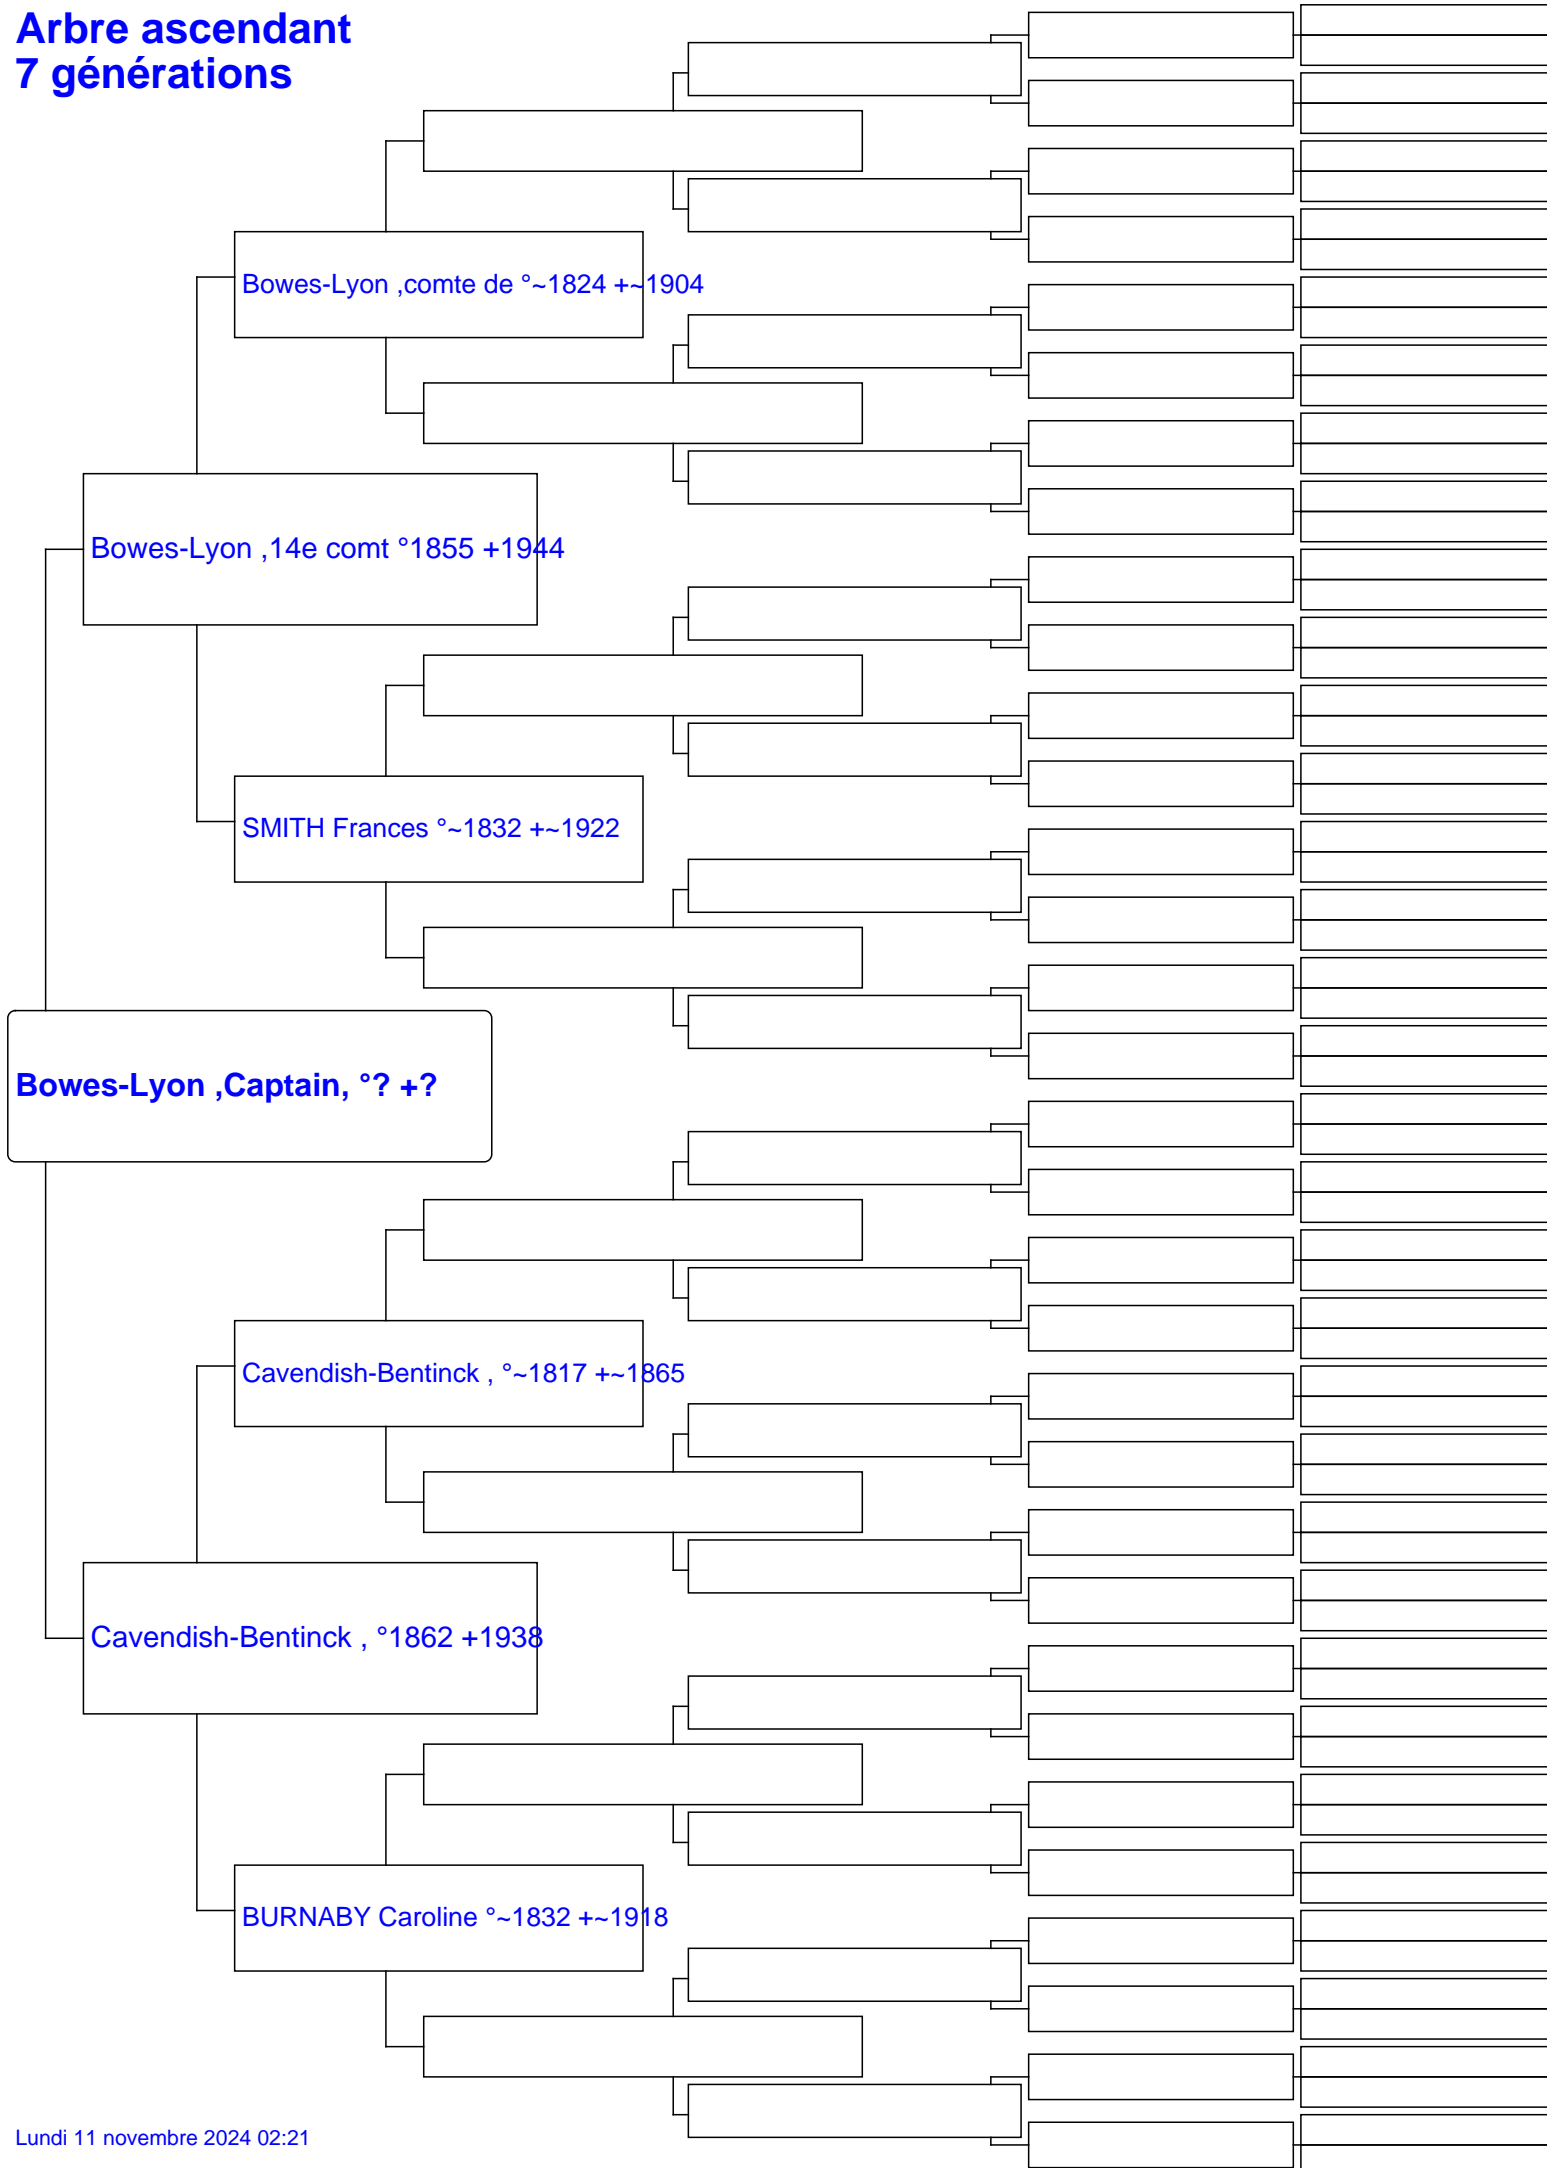 Arbre ascendant
7 générations
Bowes-Lyon ,comte de °~1824 +~1904
Bowes-Lyon ,14e comt °1855 +1944
SMITH Frances °~1832 +~1922
Bowes-Lyon ,Captain, °? +?
Cavendish-Bentinck , °~1817 +~1865
Cavendish-Bentinck , °1862 +1938
BURNABY Caroline °~1832 +~1918
Lundi 11 novembre 2024 02:21